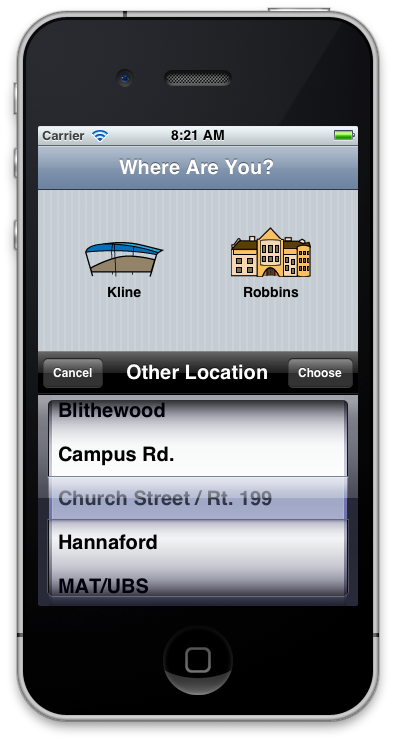 Carrier 8:21 AM
Where Are You?
Kline Robbins
Cancel Other Location Choose
Blithewood
Campus Rd.
Church Street / Rt. 199
Hannaford
MAT/UBS